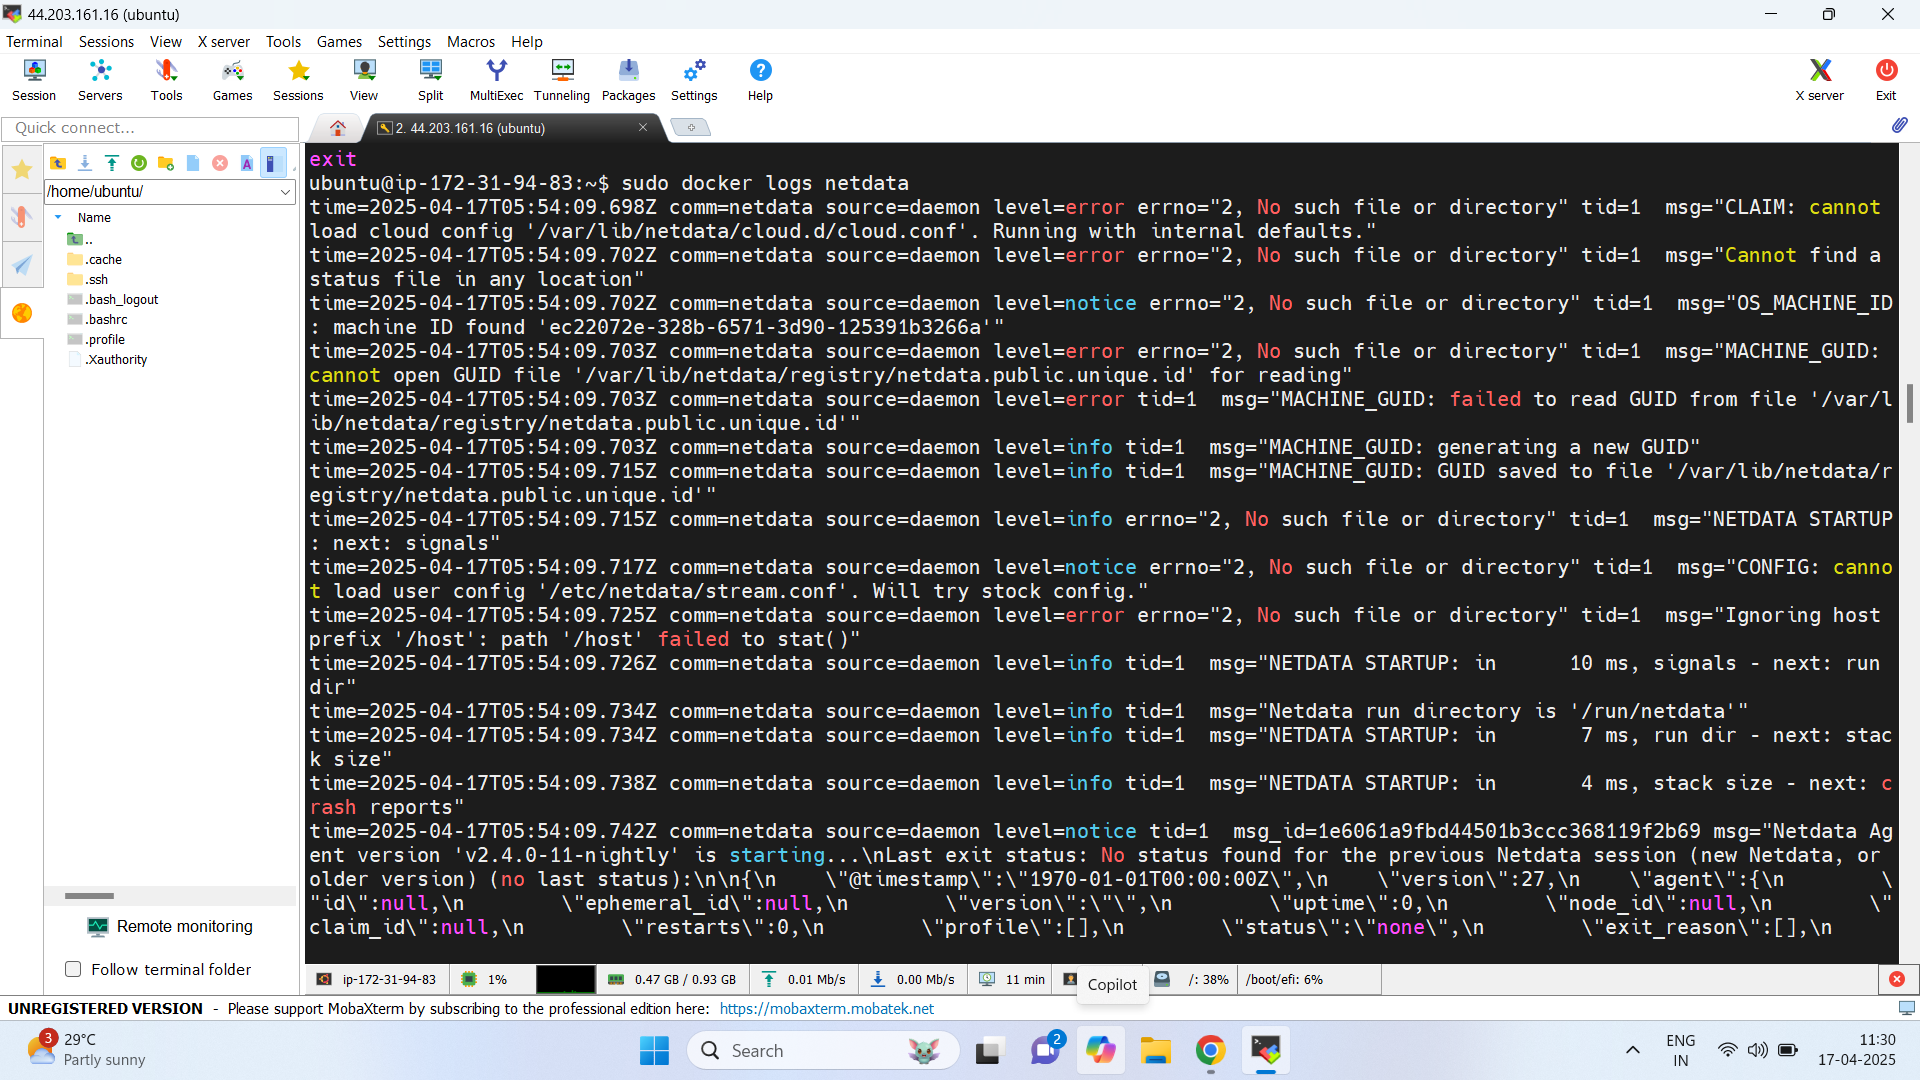 44.203.161.16 (ubuntu)
Terminal Sessions View X server Tools Games Settings Macros Help
Session Servers Tools Games Sessions View Split MultiExec Tunneling Packages Settings Help X server Exit
Quick connect...
2. 44.203.161.16 (ubuntu)
/home/ubuntu/
Name
..
.cache
.ssh
.bash_logout
.bashrc
.profile
.Xauthority
Remote monitoring
Follow terminal folder
exit
ubuntu@ip-172-31-94-83:~$ sudo docker logs netdata
time=2025-04-17T05:54:09.698Z comm=netdata source=daemon level=error errno="2, No such file or directory" tid=1  msg="CLAIM: cannot
load cloud config '/var/lib/netdata/cloud.d/cloud.conf'. Running with internal defaults."
time=2025-04-17T05:54:09.702Z comm=netdata source=daemon level=error errno="2, No such file or directory" tid=1  msg="Cannot find a
status file in any location"
time=2025-04-17T05:54:09.702Z comm=netdata source=daemon level=notice errno="2, No such file or directory" tid=1  msg="OS_MACHINE_ID
: machine ID found 'ec22072e-328b-6571-3d90-125391b3266a'"
time=2025-04-17T05:54:09.703Z comm=netdata source=daemon level=error errno="2, No such file or directory" tid=1  msg="MACHINE_GUID:
cannot open GUID file '/var/lib/netdata/registry/netdata.public.unique.id' for reading"
time=2025-04-17T05:54:09.703Z comm=netdata source=daemon level=error tid=1  msg="MACHINE_GUID: failed to read GUID from file '/var/l
ib/netdata/registry/netdata.public.unique.id'"
time=2025-04-17T05:54:09.703Z comm=netdata source=daemon level=info tid=1  msg="MACHINE_GUID: generating a new GUID"
time=2025-04-17T05:54:09.715Z comm=netdata source=daemon level=info tid=1  msg="MACHINE_GUID: GUID saved to file '/var/lib/netdata/r
egistry/netdata.public.unique.id'"
time=2025-04-17T05:54:09.715Z comm=netdata source=daemon level=info errno="2, No such file or directory" tid=1  msg="NETDATA STARTUP
: next: signals"
time=2025-04-17T05:54:09.717Z comm=netdata source=daemon level=notice errno="2, No such file or directory" tid=1  msg="CONFIG: canno
t load user config '/etc/netdata/stream.conf'. Will try stock config."
time=2025-04-17T05:54:09.725Z comm=netdata source=daemon level=error errno="2, No such file or directory" tid=1  msg="Ignoring host
prefix '/host': path '/host' failed to stat()"
time=2025-04-17T05:54:09.726Z comm=netdata source=daemon level=info tid=1  msg="NETDATA STARTUP: in      10 ms, signals - next: run
dir"
time=2025-04-17T05:54:09.734Z comm=netdata source=daemon level=info tid=1  msg="Netdata run directory is '/run/netdata'"
time=2025-04-17T05:54:09.734Z comm=netdata source=daemon level=info tid=1  msg="NETDATA STARTUP: in       7 ms, run dir - next: stac
k size"
time=2025-04-17T05:54:09.738Z comm=netdata source=daemon level=info tid=1  msg="NETDATA STARTUP: in       4 ms, stack size - next: c
rash reports"
time=2025-04-17T05:54:09.742Z comm=netdata source=daemon level=notice tid=1  msg_id=1e6061a9fbd44501b3ccc368119f2b69 msg="Netdata Ag
ent version 'v2.4.0-11-nightly' is starting...\nLast exit status: No status found for the previous Netdata session (new Netdata, or
older version) (no last status):\n\n{\n    \"@timestamp\":\"1970-01-01T00:00:00Z\",\n    \"version\":27,\n    \"agent\":{\n      \
"id\":null,\n        \"ephemeral_id\":null,\n        \"version\":\"\",\n        \"uptime\":0,\n        \"node_id\":null,\n        \"
claim_id\":null,\n        \"restarts\":0,\n        \"profile\":[],\n        \"status\":\"none\",\n        \"exit_reason\":[],\n
ip-172-31-94-83 1% 0.47 GB / 0.93 GB 0.01 Mb/s 0.00 Mb/s 11 min /: 38% /boot/efi: 6%
Copilot
UNREGISTERED VERSION - Please support MobaXterm by subscribing to the professional edition here: https://mobaxterm.mobatek.net
3
29°C
Partly sunny
Search
2
ENG
IN
11:30
17-04-2025